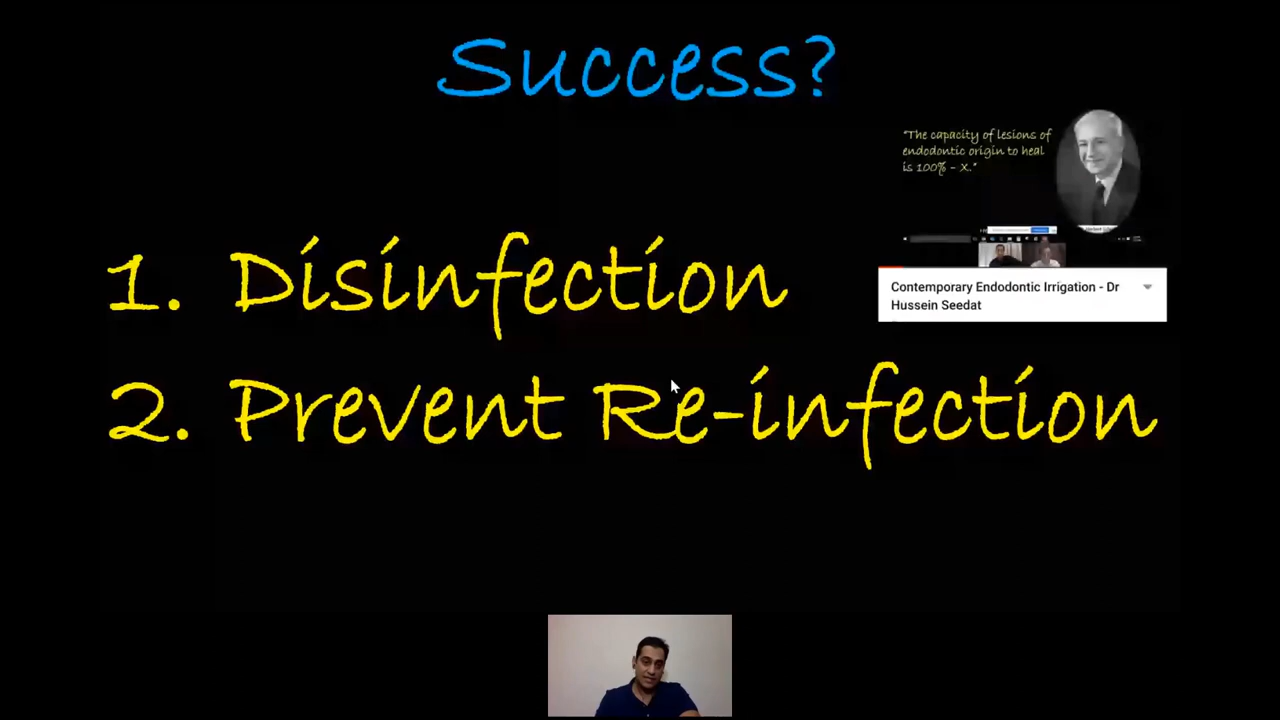 Success?
"The capacity of lesions of
endodontic origin to heal
is 100% - X."
Contemporary Endodontic Irrigation - Dr
Hussein Seedat
1. Disinfection
2. Prevent Re-infection